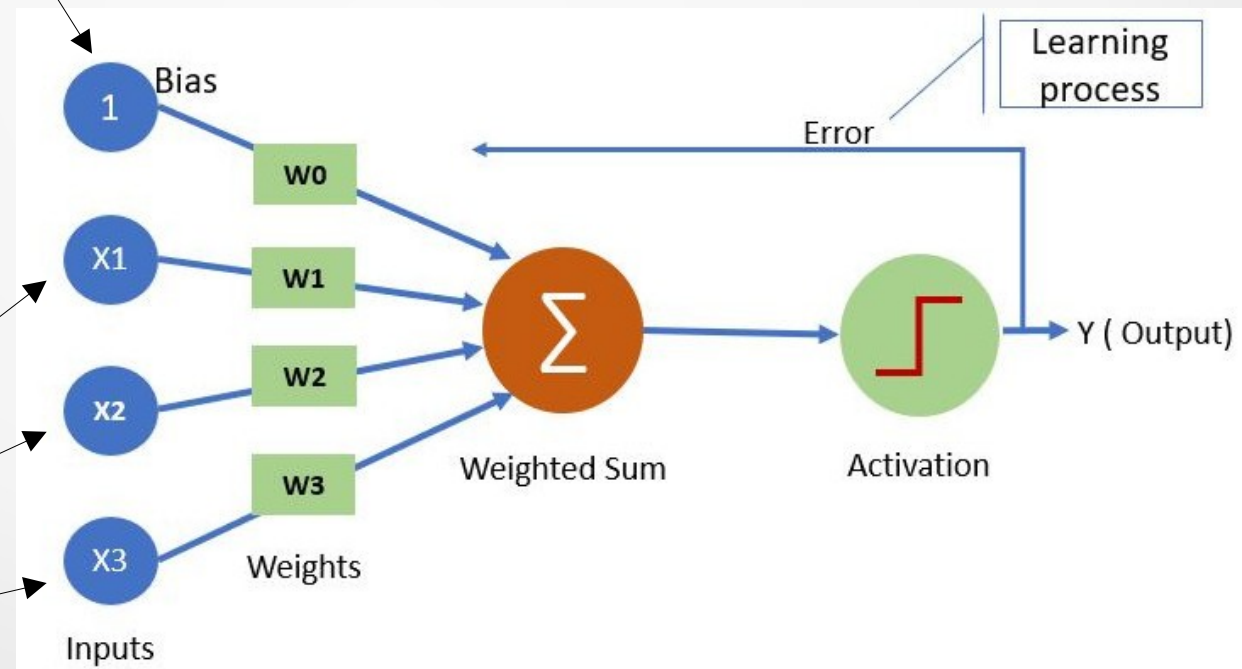 Learning
process
Bias
1
Error
W0
X1
W1
Σ
Y ( Output)
W2
X2
Weighted Sum
Activation
W3
X3
Weights
Inputs